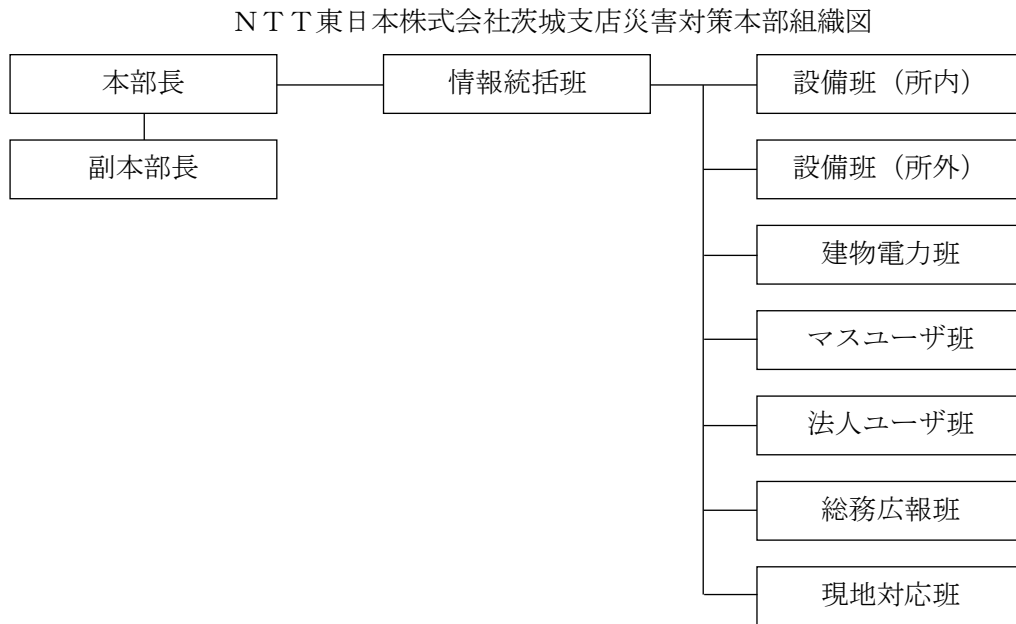 ＮＴＴ東日本株式会社茨城支店災害対策本部組織図
本部長
情報統括班
設備班（所内）
副本部長
設備班（所外）
建物電力班
マスユーザ班
法人ユーザ班
総務広報班
現地対応班